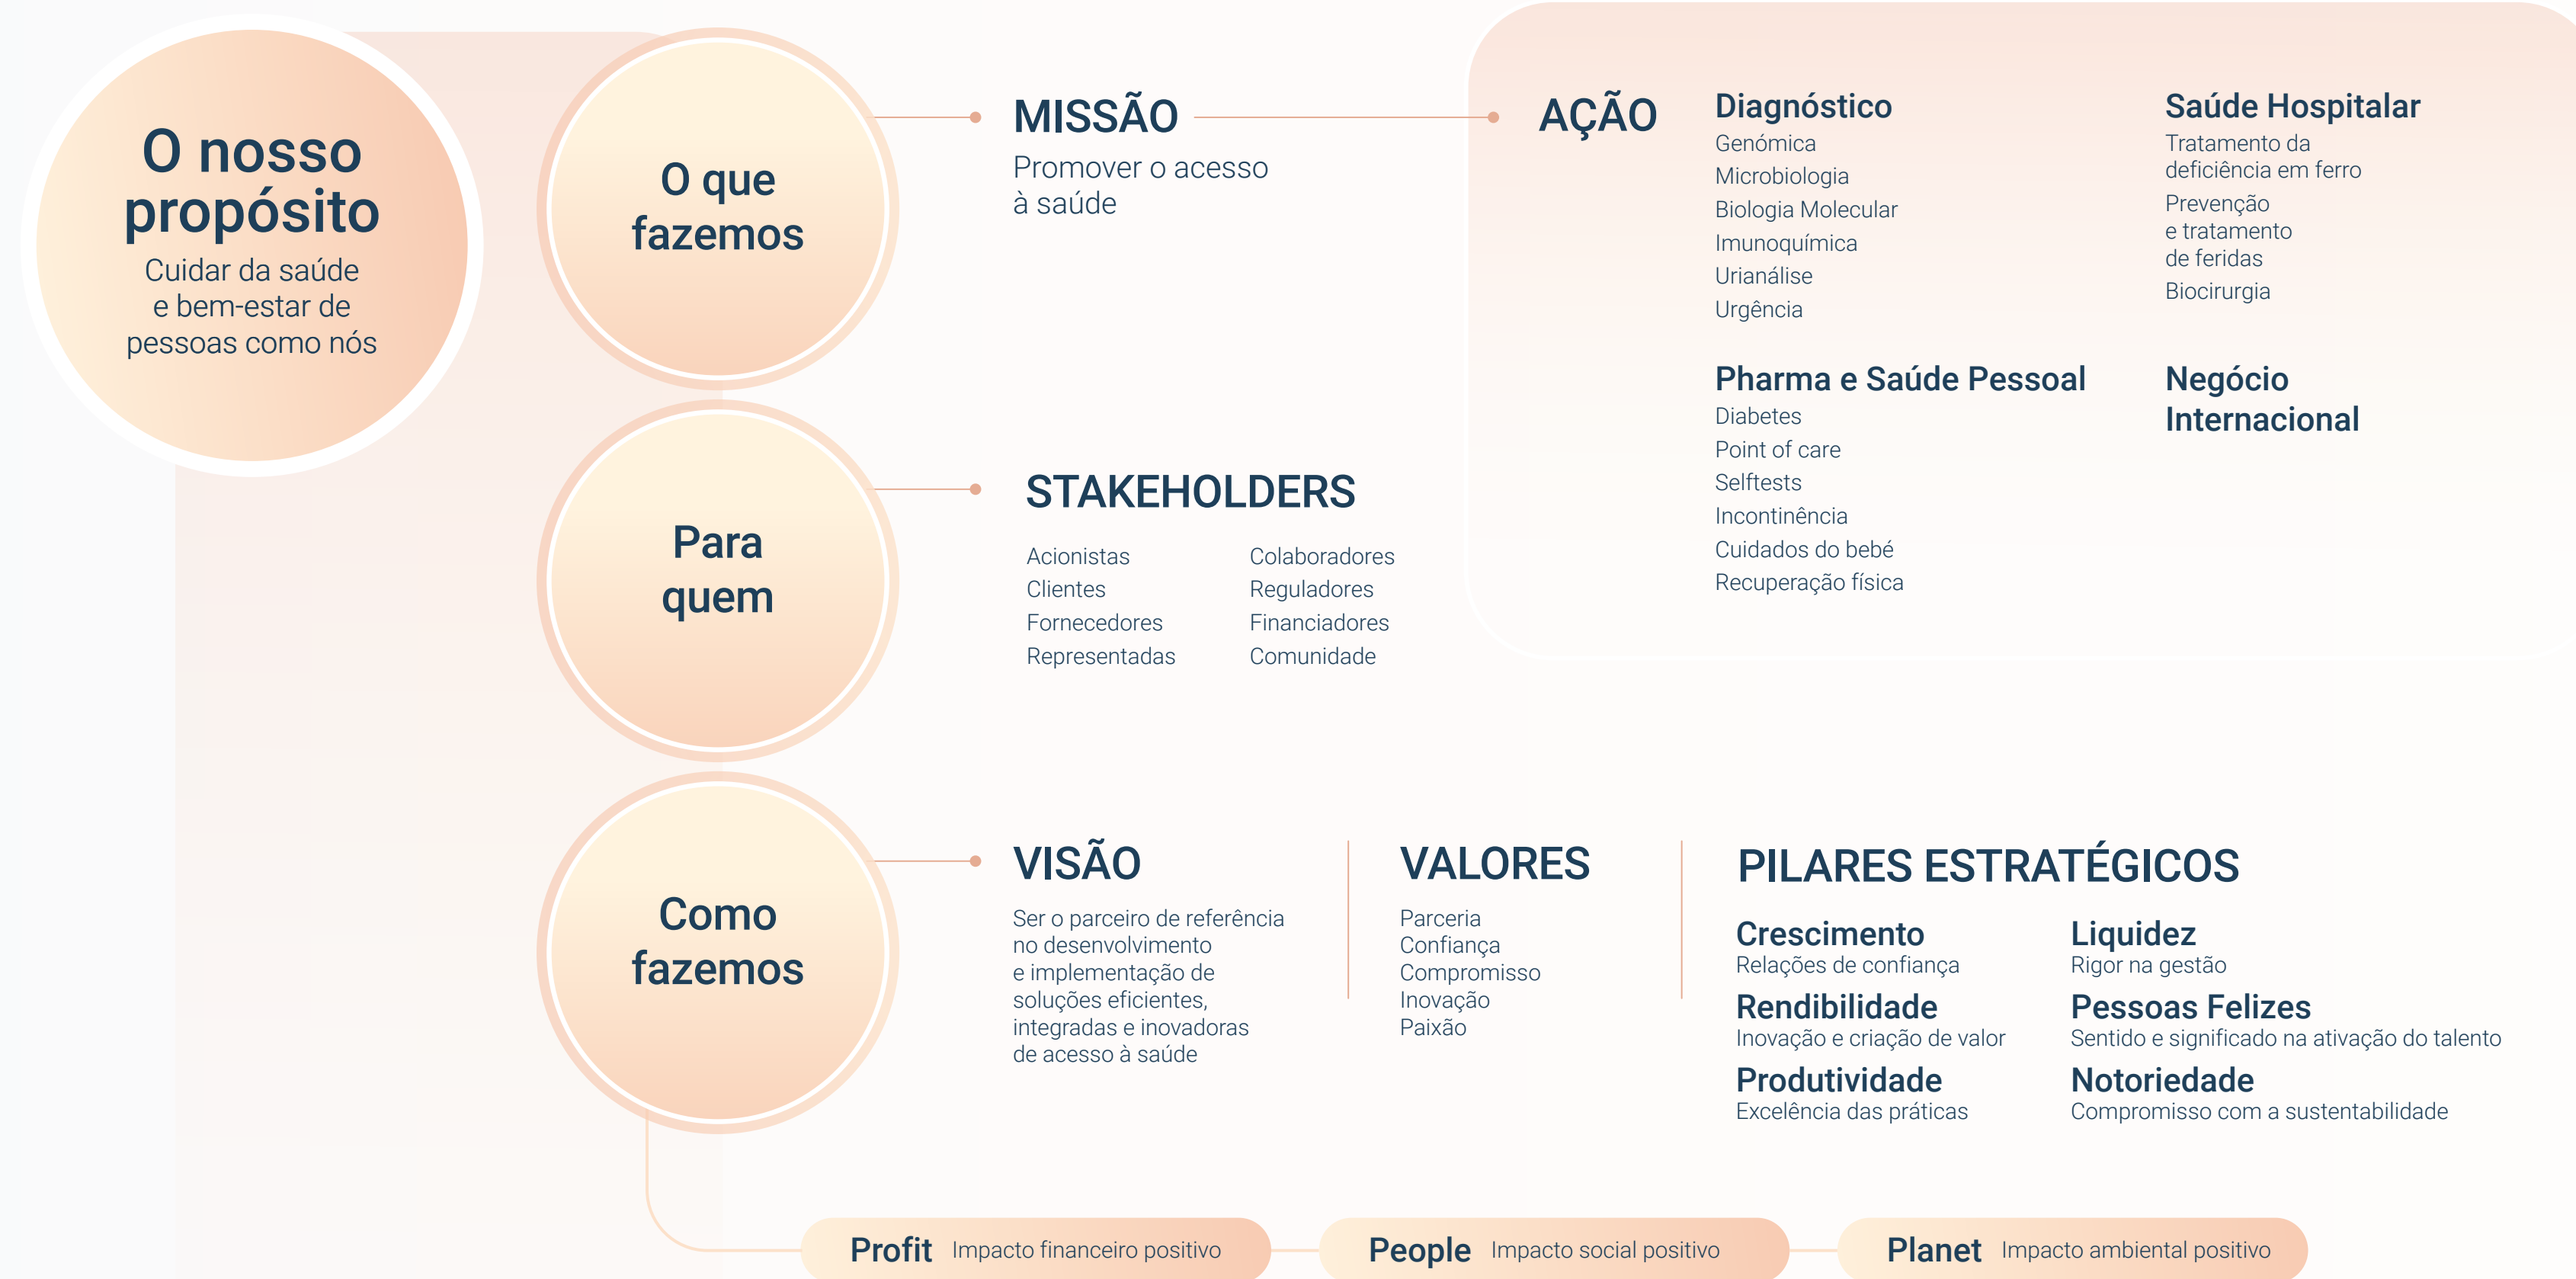 O nosso
propósito
Cuidar da saúde
e bem-estar de
pessoas como nós
O que
fazemos
MISSÃO
Promover o acesso
à saúde
AÇÃO
Diagnóstico
Genómica
Microbiologia
Biologia Molecular
Imunoquímica
Urianálise
Urgência
Saúde Hospitalar
Tratamento da
deficiência em ferro
Prevenção
e tratamento
de feridas
Biocirurgia
Pharma e Saúde Pessoal
Diabetes
Point of care
Selftests
Incontinência
Cuidados do bebé
Recuperação física
Negócio
Internacional
Para
quem
STAKEHOLDERS
Acionistas
Clientes
Fornecedores
Representadas
Colaboradores
Reguladores
Financiadores
Comunidade
Como
fazemos
VISÃO
Ser o parceiro de referência
no desenvolvimento
e implementação de
soluções eficientes,
integradas e inovadoras
de acesso à saúde
VALORES
Parceria
Confiança
Compromisso
Inovação
Paixão
PILARES ESTRATÉGICOS
Crescimento
Relações de confiança
Rendibilidade
Inovação e criação de valor
Produtividade
Excelência das práticas
Liquidez
Rigor na gestão
Pessoas Felizes
Sentido e significado na ativação do talento
Notoriedade
Compromisso com a sustentabilidade
Profit Impacto financeiro positivo
People Impacto social positivo
Planet Impacto ambiental positivo